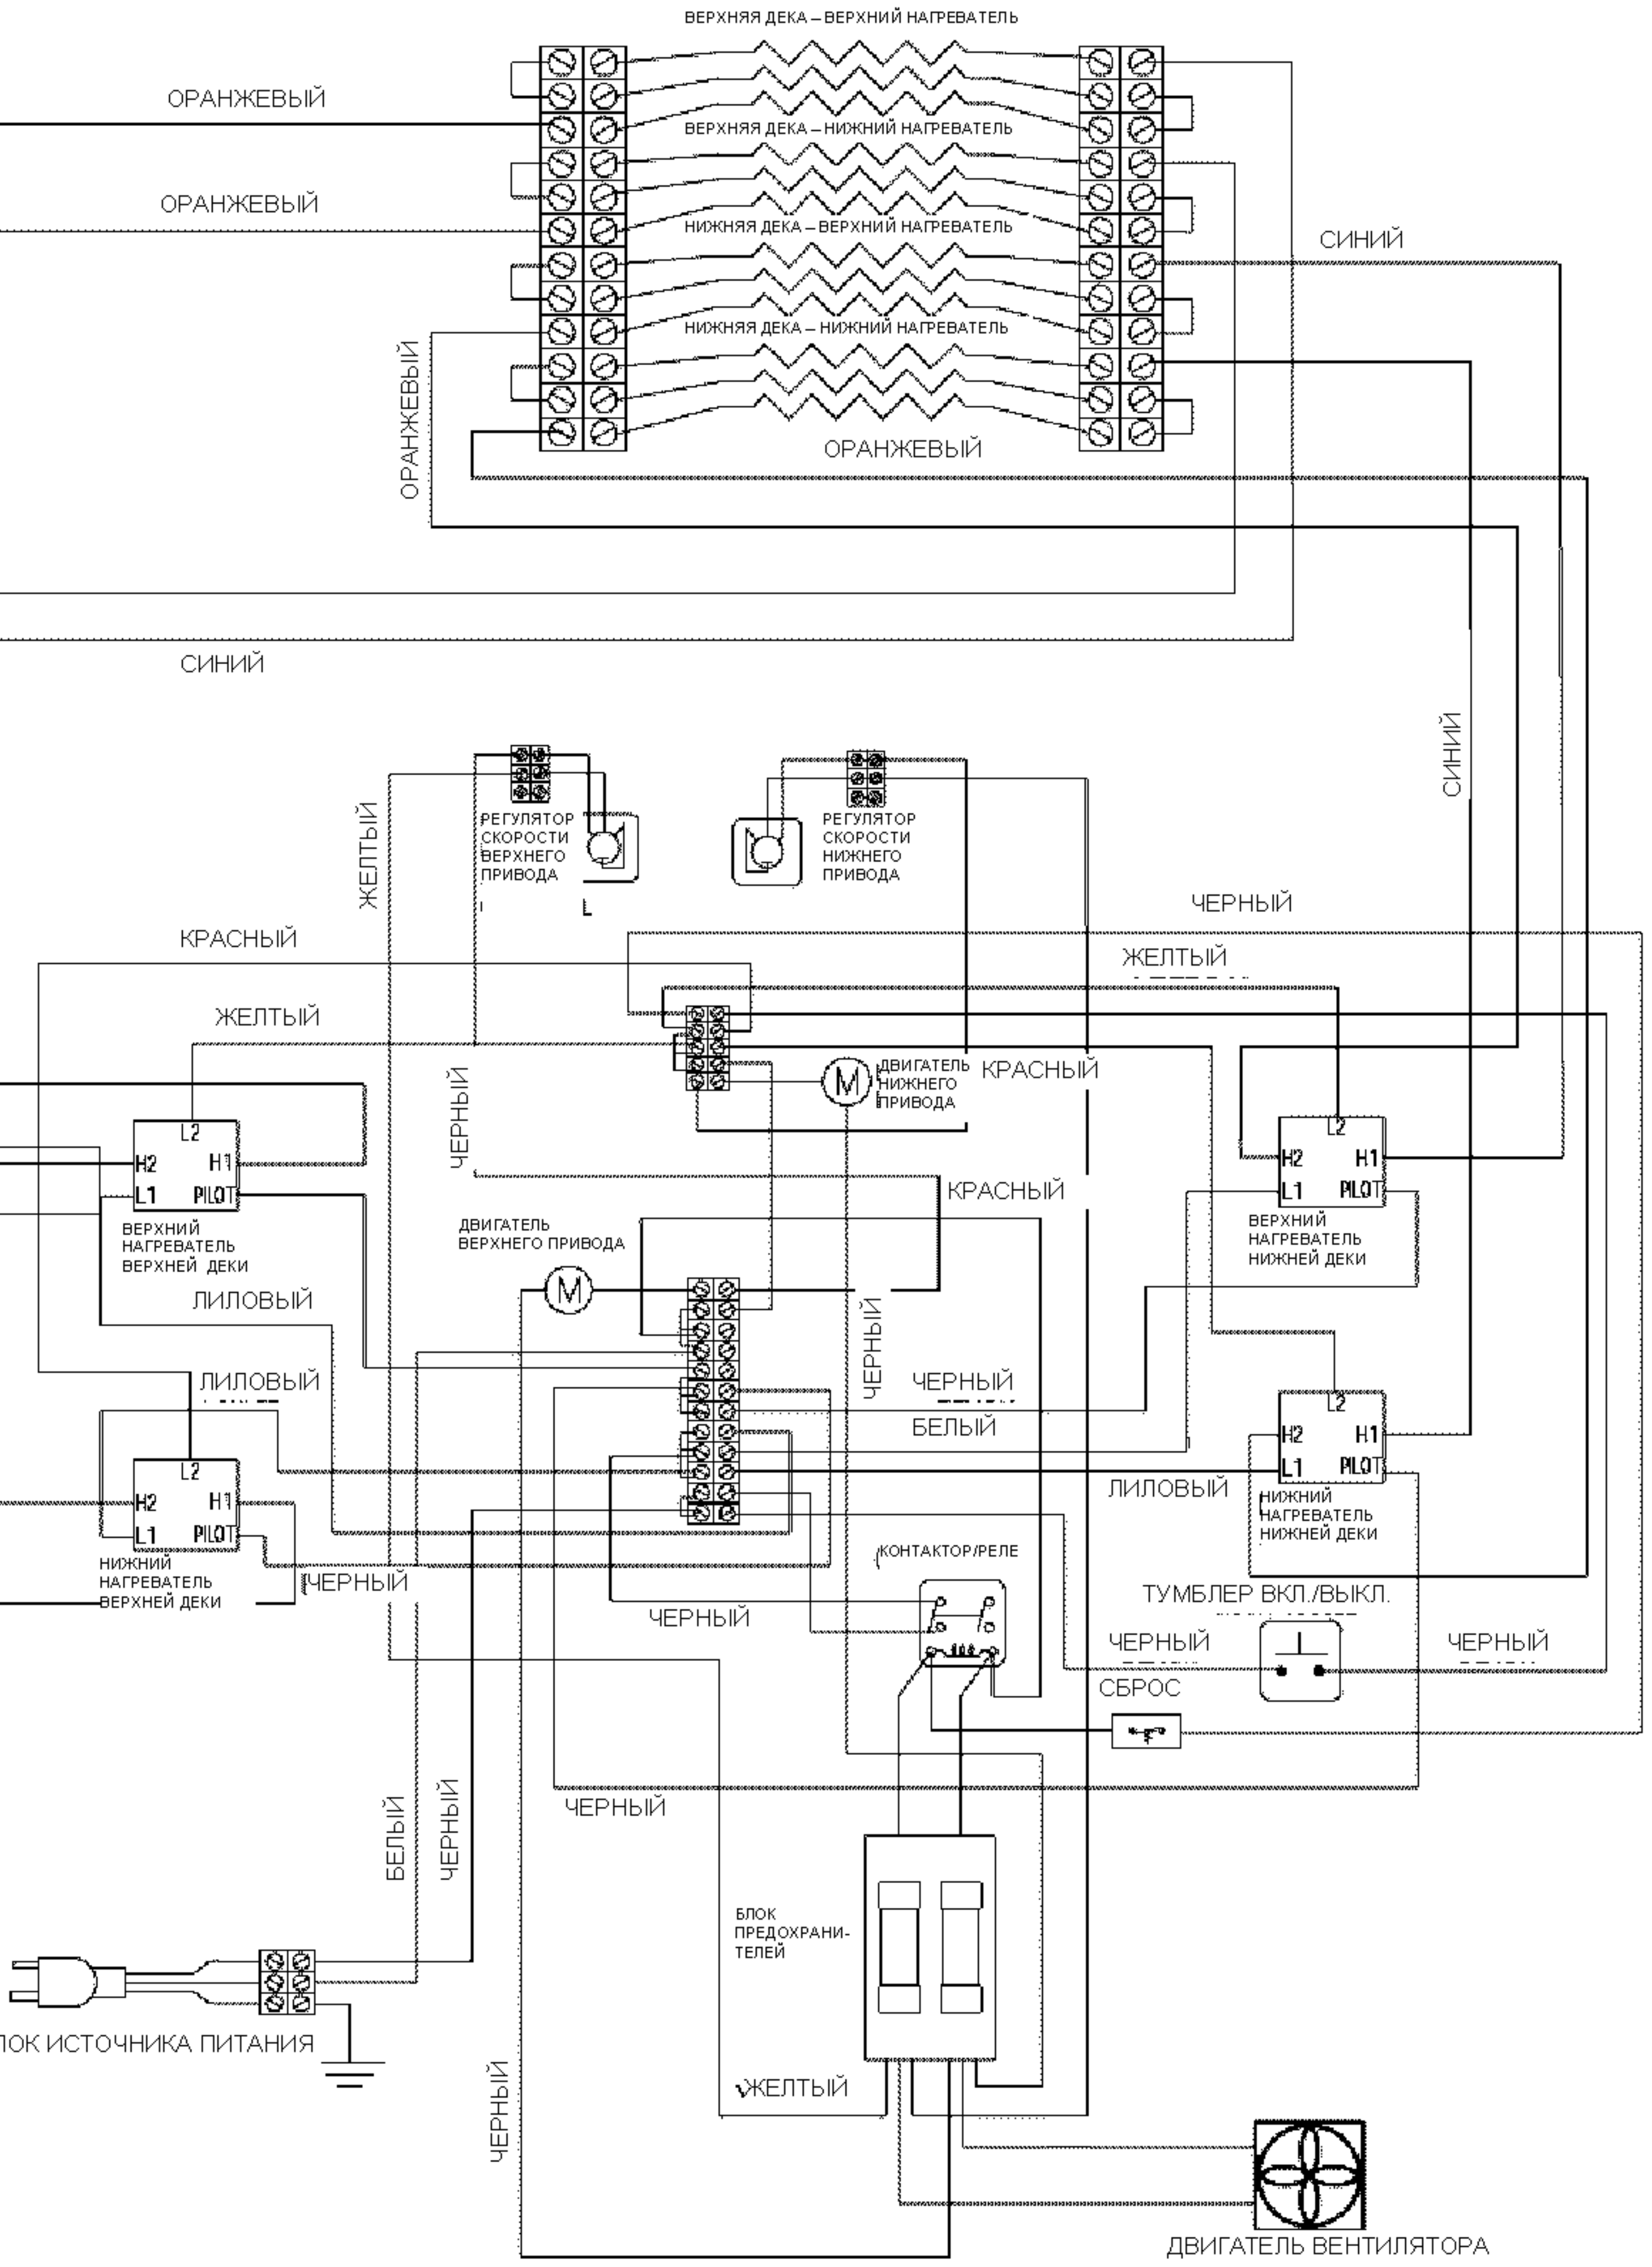 ВЕРХНЯЯ ДЕКА – ВЕРХНИЙ НАГРЕВАТЕЛЬ
ОРАНЖЕВЫЙ
ВЕРХНЯЯ ДЕКА – НИЖНИЙ НАГРЕВАТЕЛЬ
ОРАНЖЕВЫЙ
НИЖНЯЯ ДЕКА – ВЕРХНИЙ НАГРЕВАТЕЛЬ
СИНИЙ
НИЖНЯЯ ДЕКА – НИЖНИЙ НАГРЕВАТЕЛЬ
ОРАНЖЕВЫЙ
ОРАНЖЕВЫЙ
СИНИЙ
СИНИЙ
ЖЕЛТЫЙ
РЕГУЛЯТОР
СКОРОСТИ
ВЕРХНЕГО
ПРИВОДА
РЕГУЛЯТОР
СКОРОСТИ
НИЖНЕГО
ПРИВОДА
ЧЕРНЫЙ
КРАСНЫЙ
ЖЕЛТЫЙ
ЖЕЛТЫЙ
ЧЕРНЫЙ
M
ДВИГАТЕЛЬ
НИЖНЕГО
ПРИВОДА
КРАСНЫЙ
L2
H2 H1
L1 PILOT
ВЕРХНИЙ
НАГРЕВАТЕЛЬ
ВЕРХНЕЙ ДЕКИ
L2
H2 H1
L1 PILOT
ВЕРХНИЙ
НАГРЕВАТЕЛЬ
НИЖНЕЙ ДЕКИ
КРАСНЫЙ
ДВИГАТЕЛЬ
ВЕРХНЕГО ПРИВОДА
M
ЛИЛОВЫЙ
ЧЕРНЫЙ
ЛИЛОВЫЙ
ЧЕРНЫЙ
БЕЛЫЙ
L2
H2 H1
L1 PILOT
НИЖНИЙ
НАГРЕВАТЕЛЬ
ВЕРХНЕЙ ДЕКИ
L2
H2 H1
L1 PILOT
ЛИЛОВЫЙ
НИЖНИЙ
НАГРЕВАТЕЛЬ
НИЖНЕЙ ДЕКИ
ЧЕРНЫЙ
КОНТАКТОР/РЕЛЕ
ЧЕРНЫЙ
ТУМБЛЕР ВКЛ./ВЫКЛ.
ЧЕРНЫЙ
ЧЕРНЫЙ
СБРОС
ЧЕРНЫЙ
БЕЛЫЙ
ЧЕРНЫЙ
БЛОК
ПРЕДОХРАНИ-
ТЕЛЕЙ
ЛОК ИСТОЧНИКА ПИТАНИЯ
ЖЕЛТЫЙ
ЧЕРНЫЙ
ДВИГАТЕЛЬ ВЕНТИЛЯТОРА